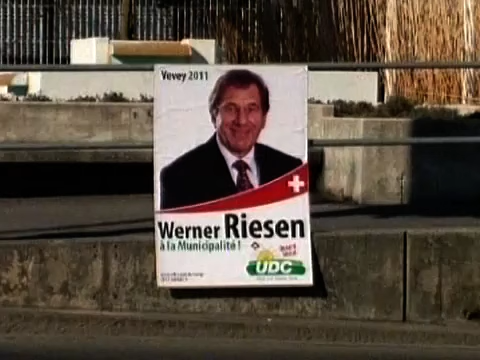 Vevey 2011
Werner Riesen
à la Municipalité !
UDC